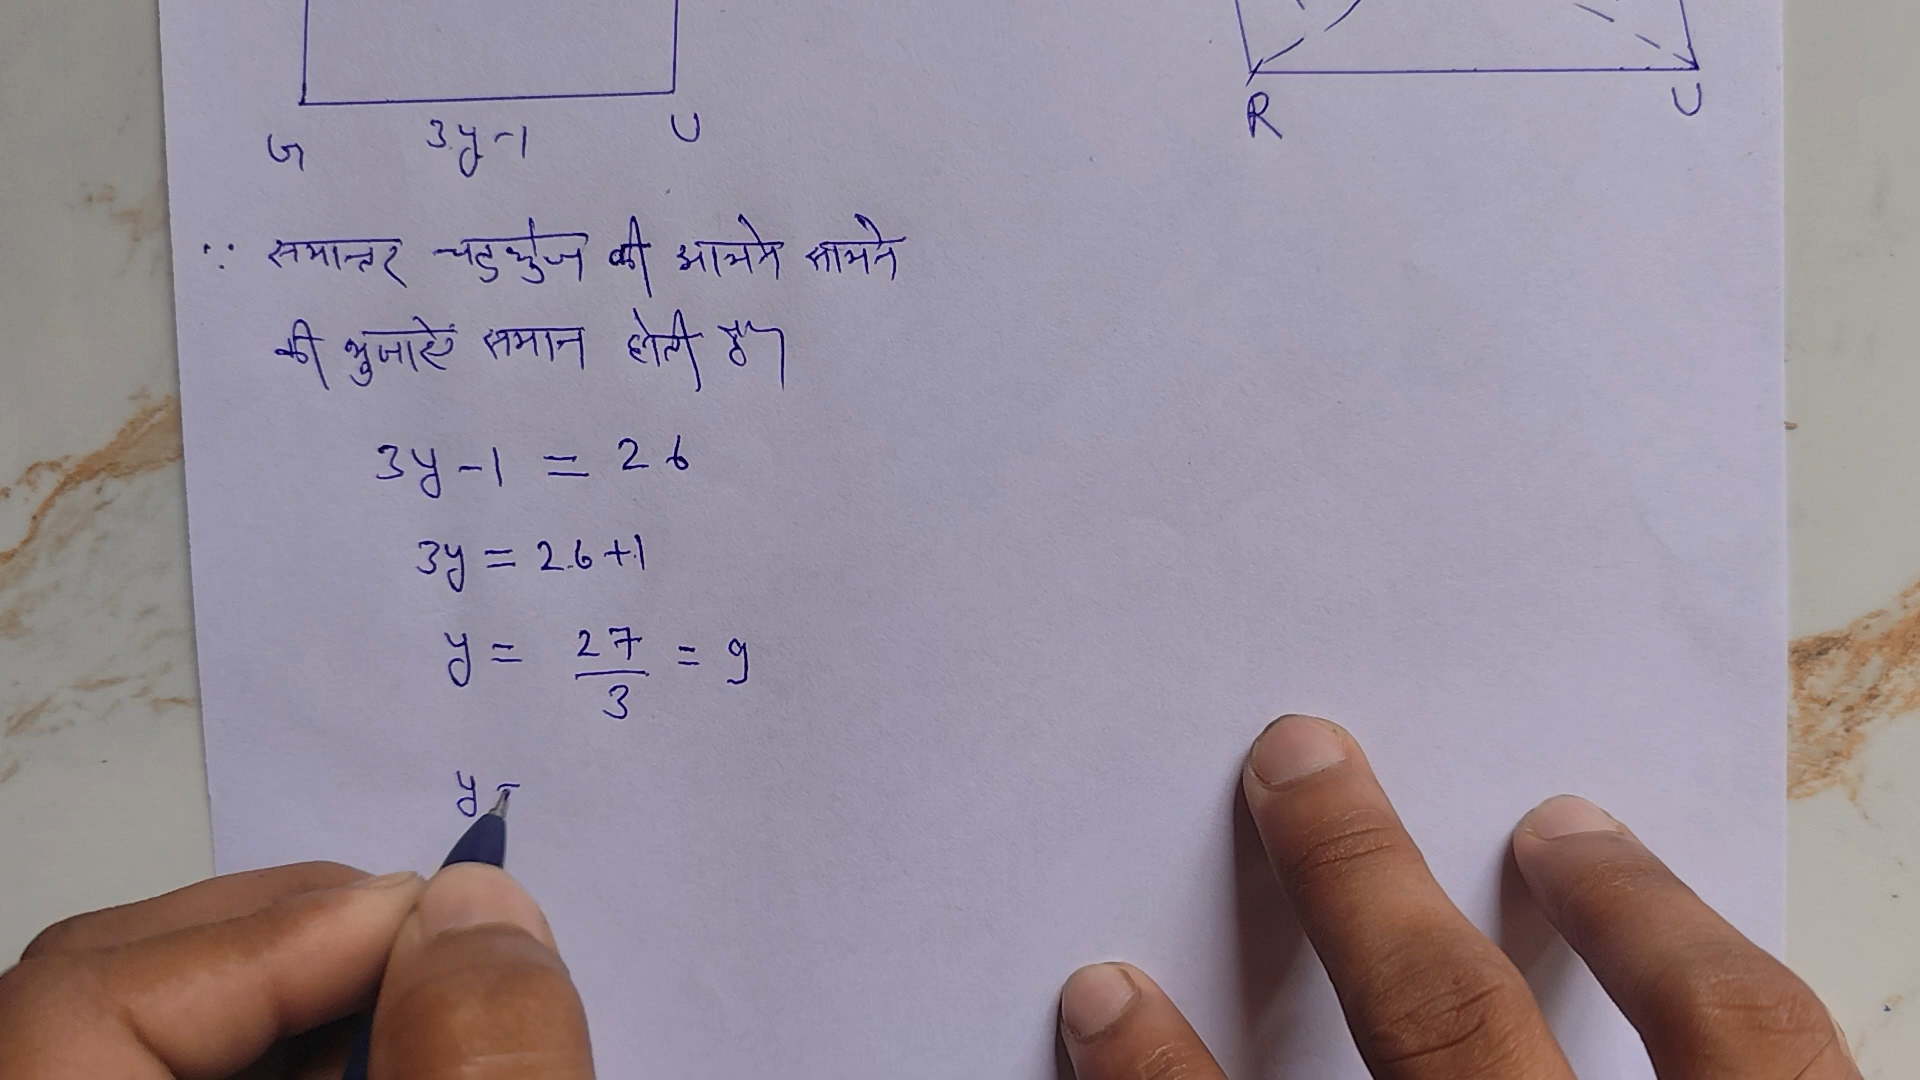 G 3y-1 U
R U
∵ समान्तर चतुर्भुज की आमने सामने
की भुजाएं समान होती है।
3y-1 = 26
3y = 26+1
y = 27/3 = 9
y =